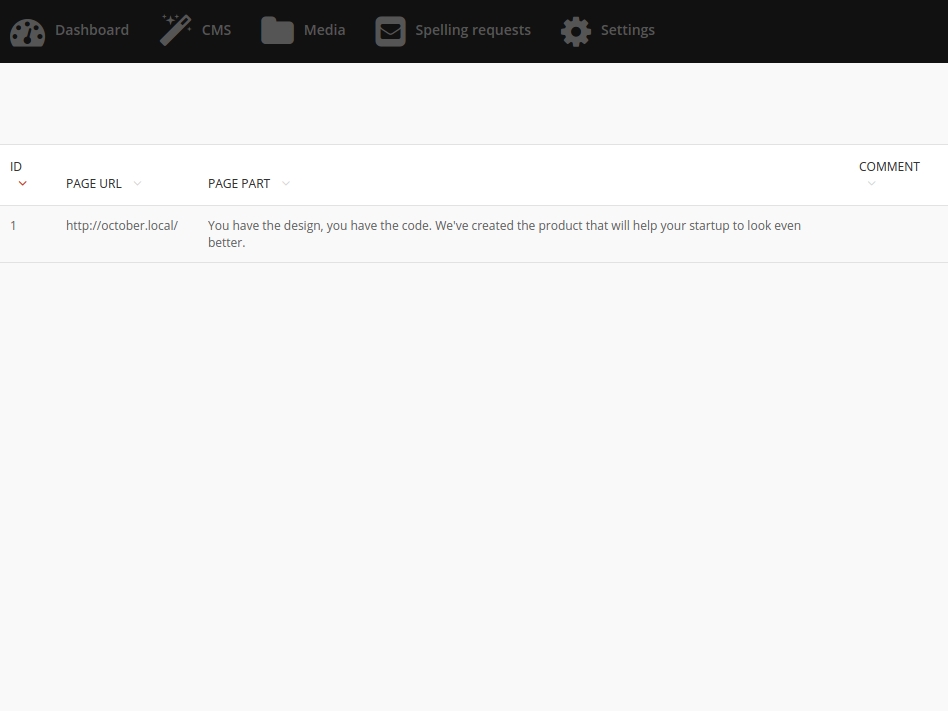 Dashboard CMS Media Spelling requests Settings
ID
PAGE URL PAGE PART COMMENT
1 http://october.local/ You have the design, you have the code. We've created the product that will help your startup to look even
better.